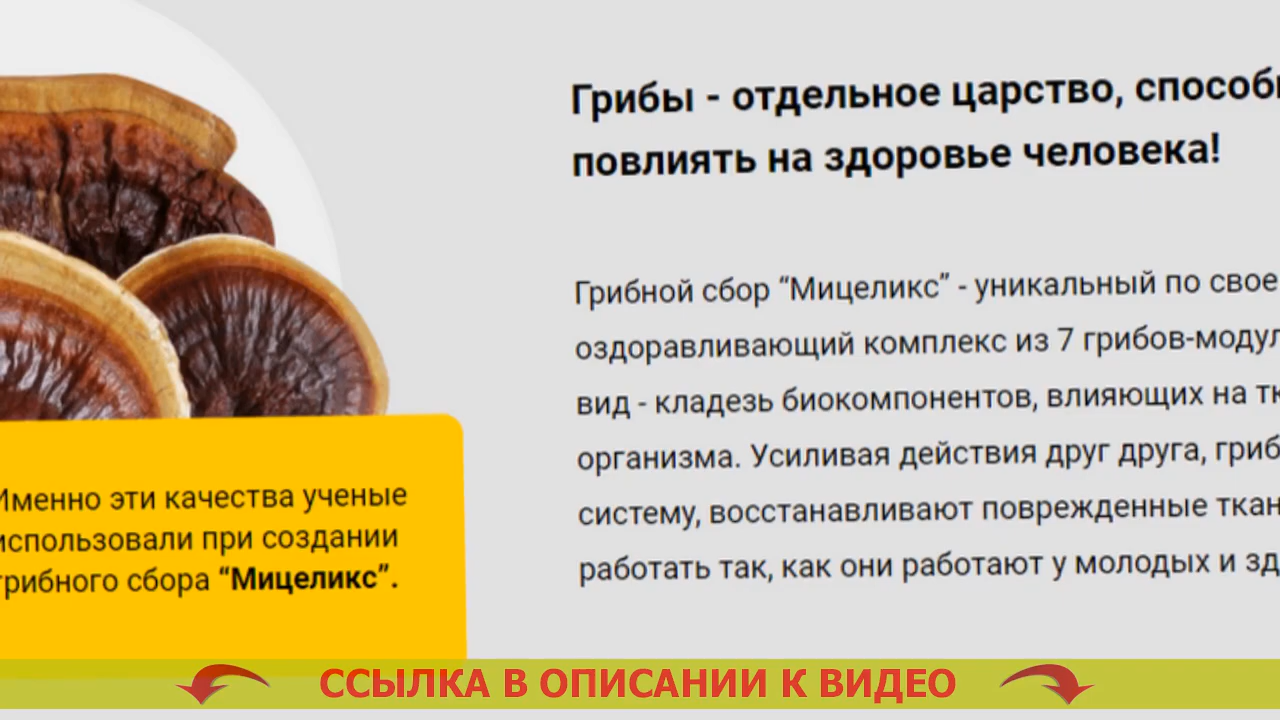 Грибы - отдельное царство, способ
повлиять на здоровье человека!
Грибной сбор “Мицеликс” - уникальный по свое
оздоравливающий комплекс из 7 грибов-модул
вид - кладезь биокомпонентов, влияющих на тк
организма. Усиливая действия друг друга, гриб
систему, восстанавливают поврежденные ткан
работать так, как они работают у молодых и зд
Именно эти качества ученые
использовали при создании
грибного сбора “Мицеликс”.
ССЫЛКА В ОПИСАНИИ К ВИДЕО